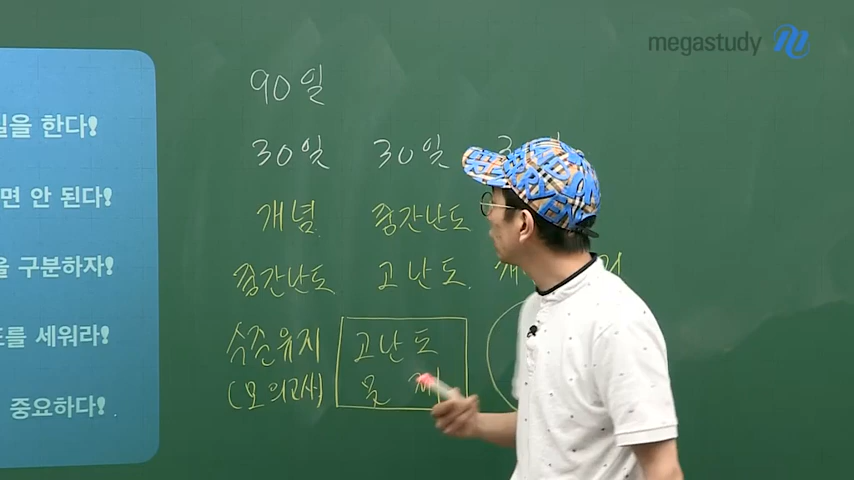 megastudy
을 한다!
면 안 된다!
을 구분하자!
를 세워라!
중요하다!
90일
30일 30일
개념 중간난도
중간난도 고난도
수준유지 고난도
(모의고사)